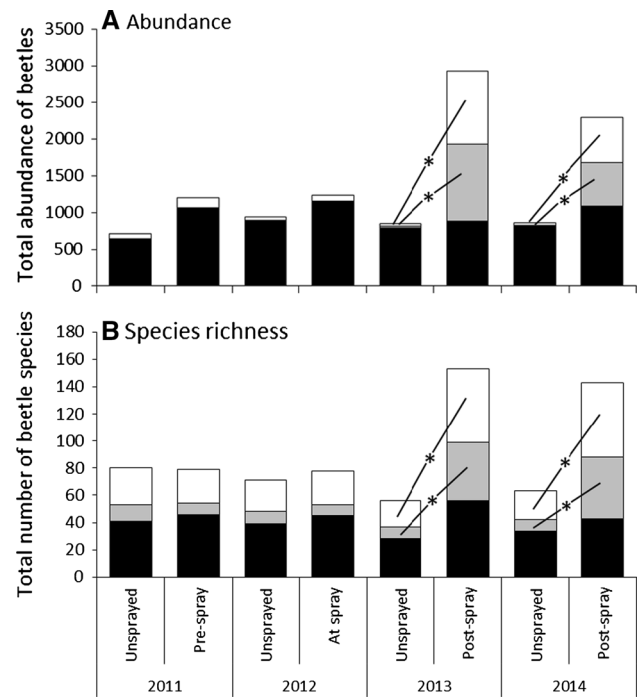 A Abundance
Total abundance of beetles
3500
3000
2500
2000
1500
1000
500
0
* * * *
B Species richness
Total number of beetle species
180
160
140
120
100
80
60
40
20
0
* * * *
Unsprayed Pre-spray Unsprayed At spray Unsprayed Post-spray Unsprayed Post-spray
2011 2012 2013 2014